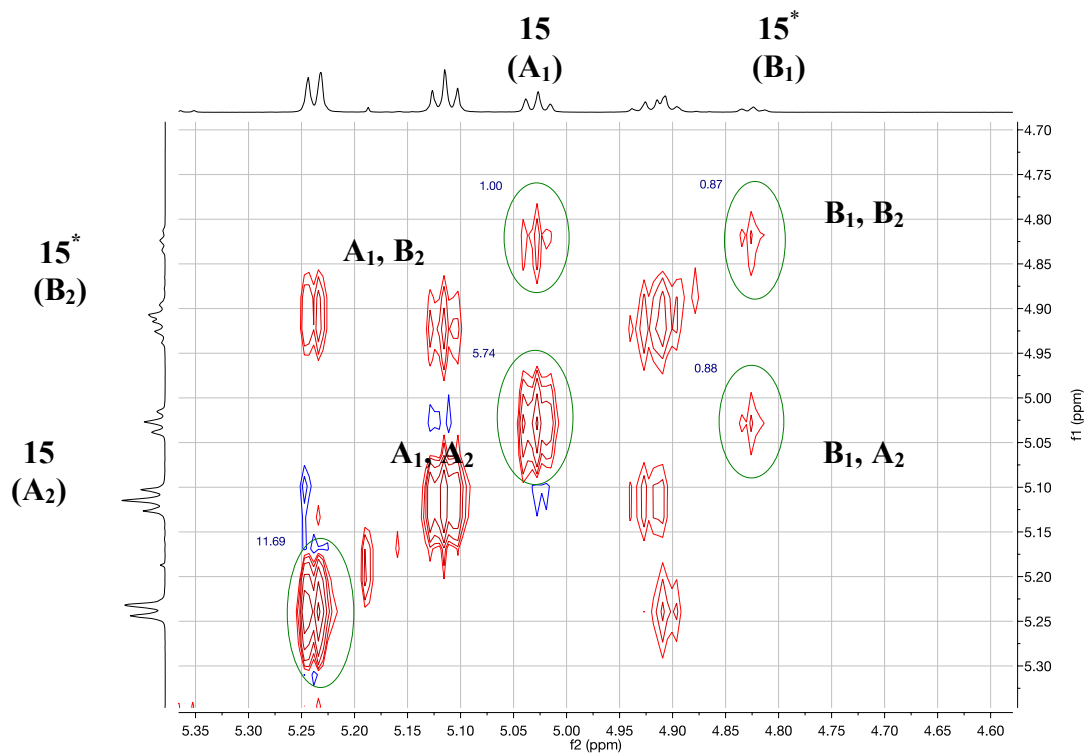 15
(A₁)
15*
(B₁)
15*
(B₂)
15
(A₂)
1.00
0.87
B₁, B₂
A₁, B₂
5.74
0.88
A₁, A₂
B₁, A₂
11.69
4.70
4.75
4.80
4.85
4.90
4.95
5.00
5.05
5.10
5.15
5.20
5.25
5.30
f1 (ppm)
5.35 5.30 5.25 5.20 5.15 5.10 5.05 5.00 4.95 4.90 4.85 4.80 4.75 4.70 4.65 4.60
f2 (ppm)